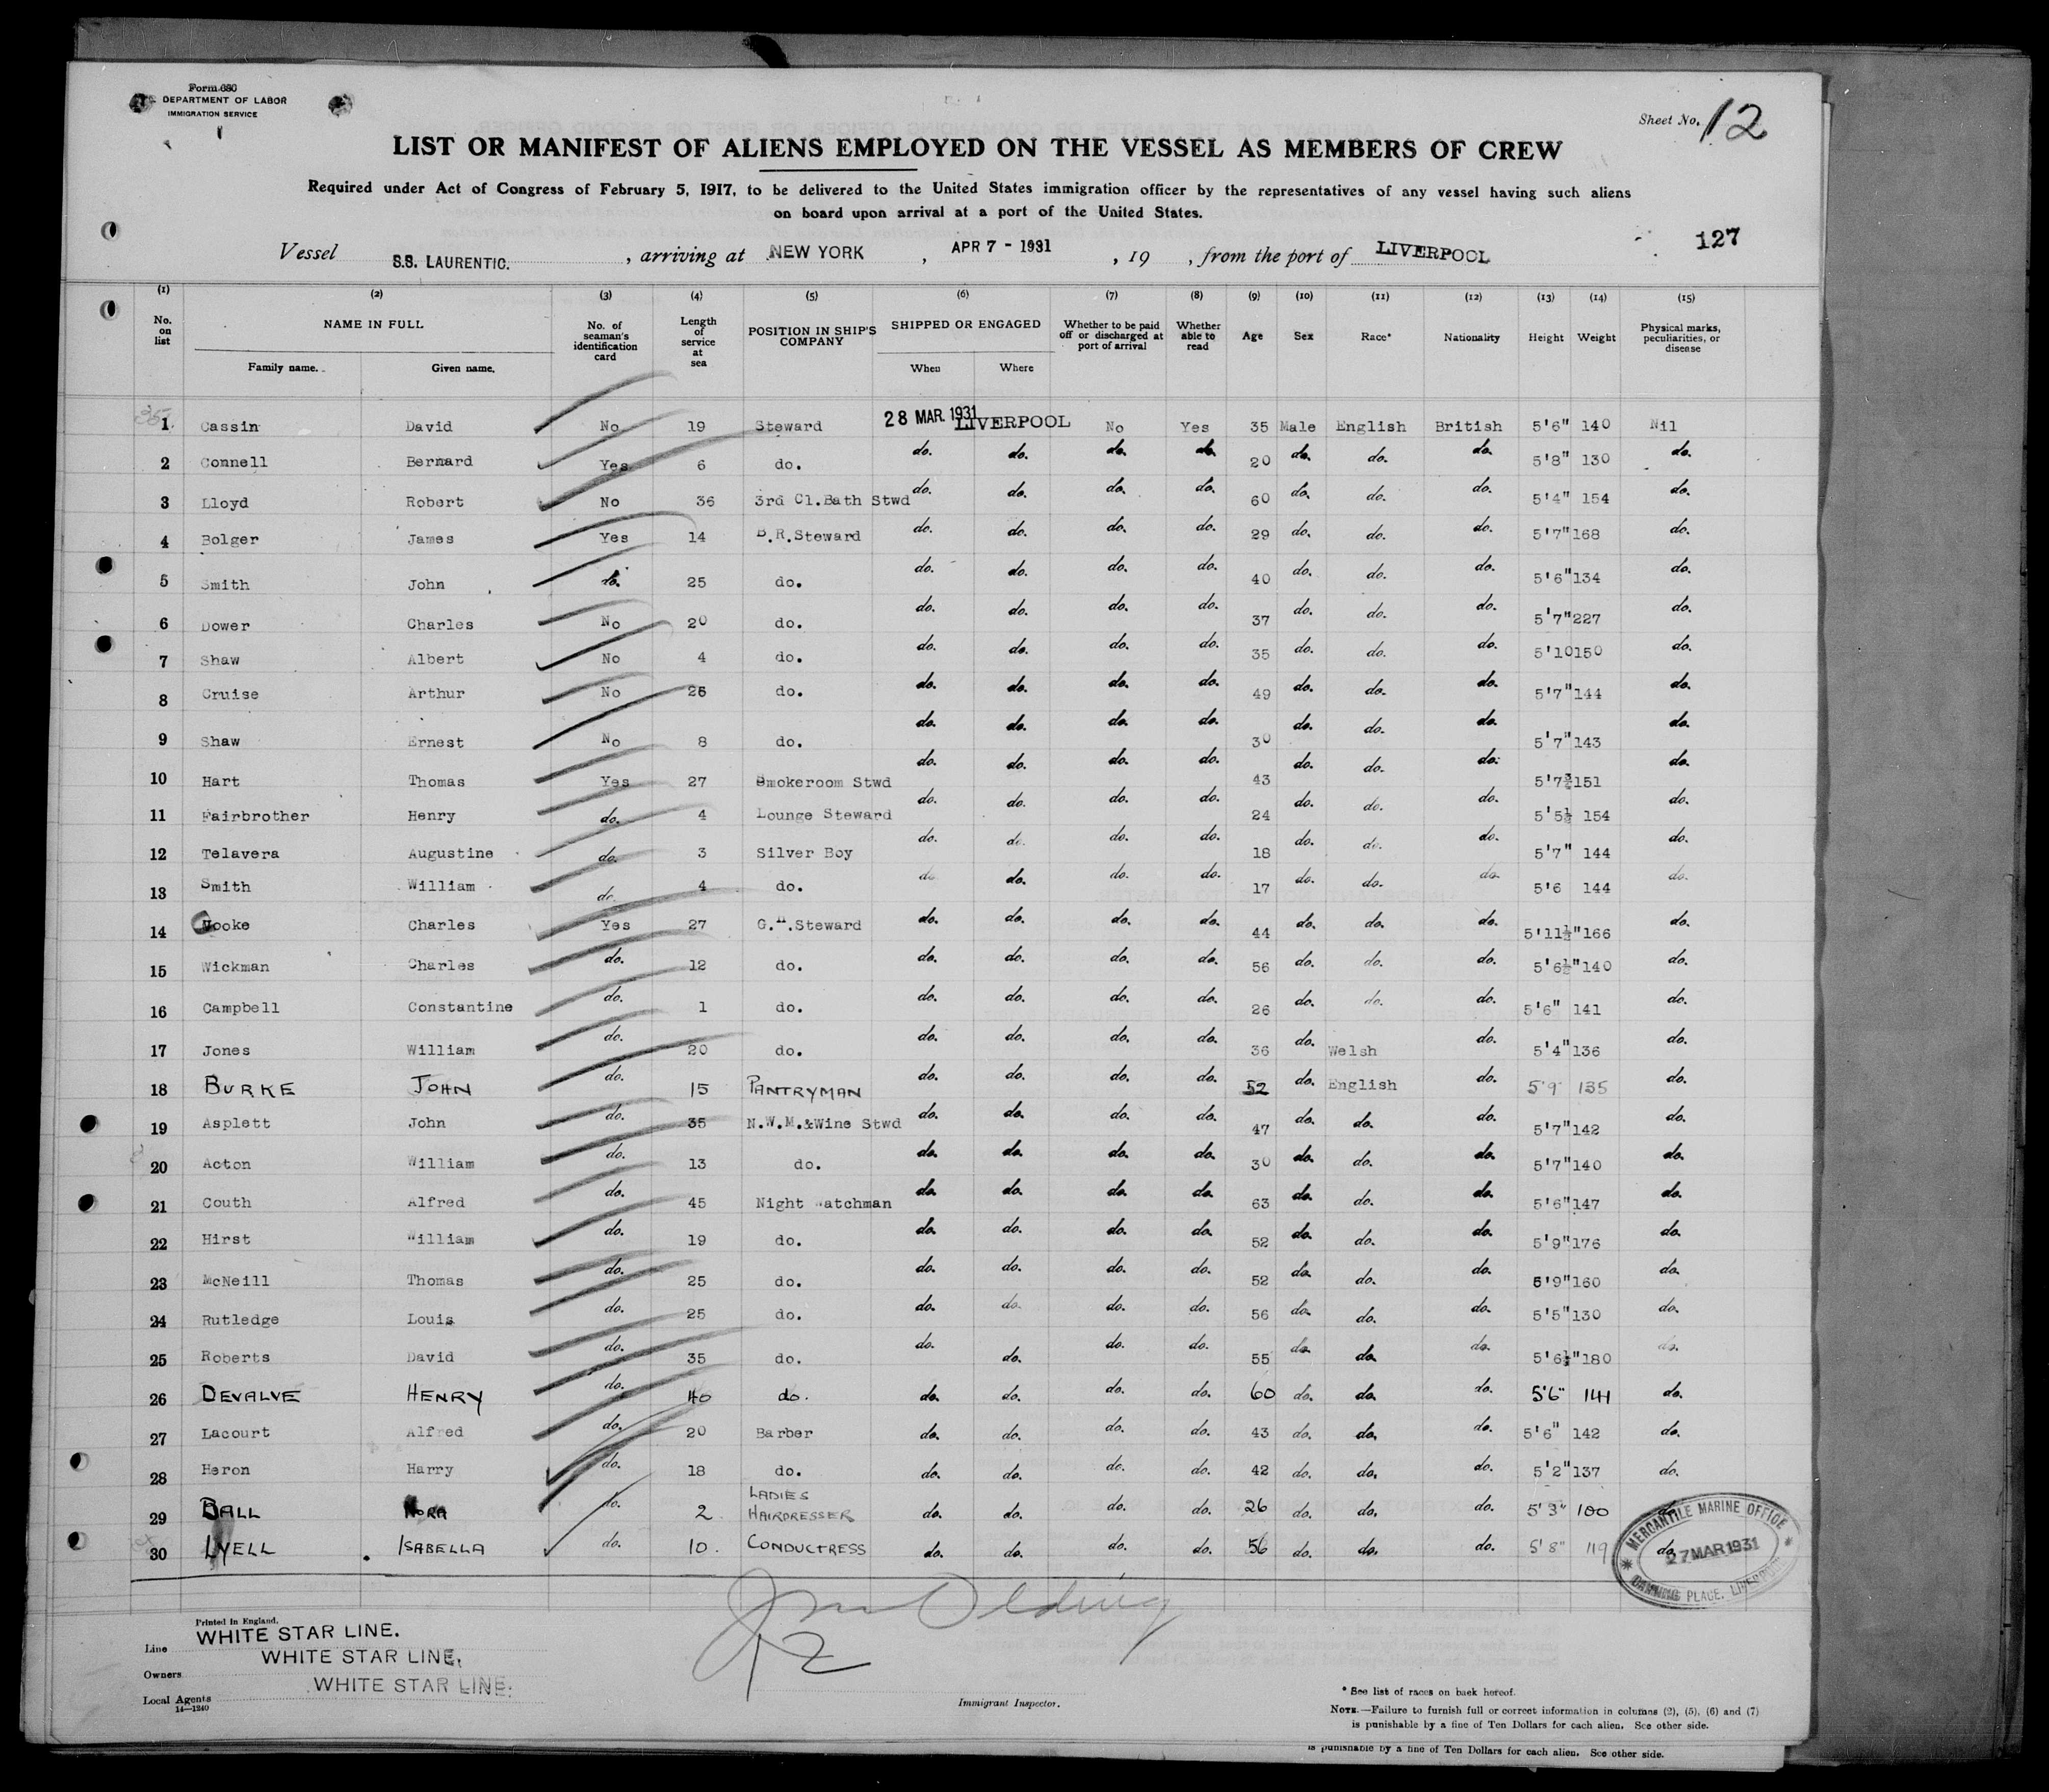 Form 680
DEPARTMENT OF LABOR
IMMIGRATION SERVICE
Sheet No. 12
LIST OR MANIFEST OF ALIENS EMPLOYED ON THE VESSEL AS MEMBERS OF CREW
Required under Act of Congress of February 5, 1917, to be delivered to the United States immigration officer by the representatives of any vessel having such aliens
on board upon arrival at a port of the United States.
127
Vessel S.S. LAURENTIC. , arriving at NEW YORK , APR 7 - 1931 , 19 , from the port of LIVERPOOL
(1) (2) (3) (4) (5) (6) (7) (8) (9) (10) (11) (12) (13) (14) (15)
No. on list NAME IN FULL Family name. Given name. No. of seaman's identification card Length of service at sea POSITION IN SHIP'S COMPANY SHIPPED OR ENGAGED When Where Whether to be paid off or discharged at port of arrival Whether able to read Age Sex Race* Nationality Height Weight Physical marks, peculiarities, or disease
1 Cassin David No 19 Steward 28 MAR. 1931 LIVERPOOL No Yes 35 Male English British 5'6" 140 Nil
2 Connell Bernard Yes 6 do. do. do. do. do. 20 do. do. do. 5'8" 130 do.
3 Lloyd Robert No 36 3rd Cl.Bath Stwd do. do. do. do. 60 do. do. do. 5'4" 154 do.
4 Bolger James Yes 14 B.R.Steward do. do. do. do. 29 do. do. do. 5'7" 168 do.
5 Smith John do. 25 do. do. do. do. do. 40 do. do. do. 5'6" 134 do.
6 Dower Charles No 20 do. do. do. do. do. 37 do. do. do. 5'7" 227 do.
7 Shaw Albert No 4 do. do. do. do. do. 35 do. do. do. 5'10 150 do.
8 Cruise Arthur No 26 do. do. do. do. do. 49 do. do. do. 5'7" 144 do.
9 Shaw Ernest No 8 do. do. do. do. do. 30 do. do. do. 5'7" 143 do.
10 Hart Thomas Yes 27 Smokeroom Stwd do. do. do. do. 43 do. do. do. 5'7¾ 151 do.
11 Fairbrother Henry do. 4 Lounge Steward do. do. do. do. 24 do. do. do. 5'5½ 154 do.
12 Telavera Augustine do. 3 Silver Boy do. do. do. do. 18 do. do. do. 5'7" 144 do.
13 Smith William do. 4 do. do. do. do. do. 17 do. do. do. 5'6 144 do.
14 Cooke Charles Yes 27 G.H.Steward do. do. do. do. 44 do. do. do. 5'11½" 166 do.
15 Wickman Charles do. 12 do. do. do. do. do. 56 do. do. do. 5'6½" 140 do.
16 Campbell Constantine do. 1 do. do. do. do. do. 26 do. do. do. 5'6" 141 do.
17 Jones William do. 20 do. do. do. do. do. 36 do. Welsh do. 5'4" 136 do.
18 BURKE JOHN do. 15 PANTRYMAN do. do. do. do. 52 do. English do. 5'9 135 do.
19 Asplett John do. 35 N.W.M.&Wine Stwd do. do. do. do. 47 do. do. do. 5'7" 142 do.
20 Acton William do. 13 do. do. do. do. do. 30 do. do. do. 5'7" 140 do.
21 Couth Alfred do. 45 Night Watchman do. do. do. do. 63 do. do. do. 5'6" 147 do.
22 Hirst William do. 19 do. do. do. do. do. 52 do. do. do. 5'9" 176 do.
23 McNeill Thomas do. 25 do. do. do. do. do. 52 do. do. do. 5'9" 160 do.
24 Rutledge Louis do. 25 do. do. do. do. do. 56 do. do. do. 5'5" 130 do.
25 Roberts David do. 35 do. do. do. do. do. 55 do. do. do. 5'6½" 180 do.
26 DEVALVE HENRY do. 40 do. do. do. do. do. 60 do. do. do. 5'6" 141 do.
27 Lacourt Alfred do. 20 Barber do. do. do. do. 43 do. do. do. 5'6" 142 do.
28 Heron Harry do. 18 do. do. do. do. do. 42 do. do. do. 5'2" 137 do.
29 BALL NORA do. 2 LADIES HAIRDRESSER do. do. do. do. 26 do. do. do. 5'3" 100 do.
30 LYELL ISABELLA do. 10. CONDUCTRESS do. do. do. do. 56 do. do. do. 5'8" 119 do.
MERCANTILE MARINE OFFICE
27 MAR 1931
CANNING PLACE, LIVERPOOL
Printed in England.
Line WHITE STAR LINE.
Owners WHITE STAR LINE.
Local Agents WHITE STAR LINE.
14—1240
12
Immigrant Inspector.
* See list of races on back hereof.
NOTE.—Failure to furnish full or correct information in columns (2), (5), (6) and (7)
is punishable by a fine of Ten Dollars for each alien. See other side.
is punishable by a fine of Ten Dollars for each alien. See other side.